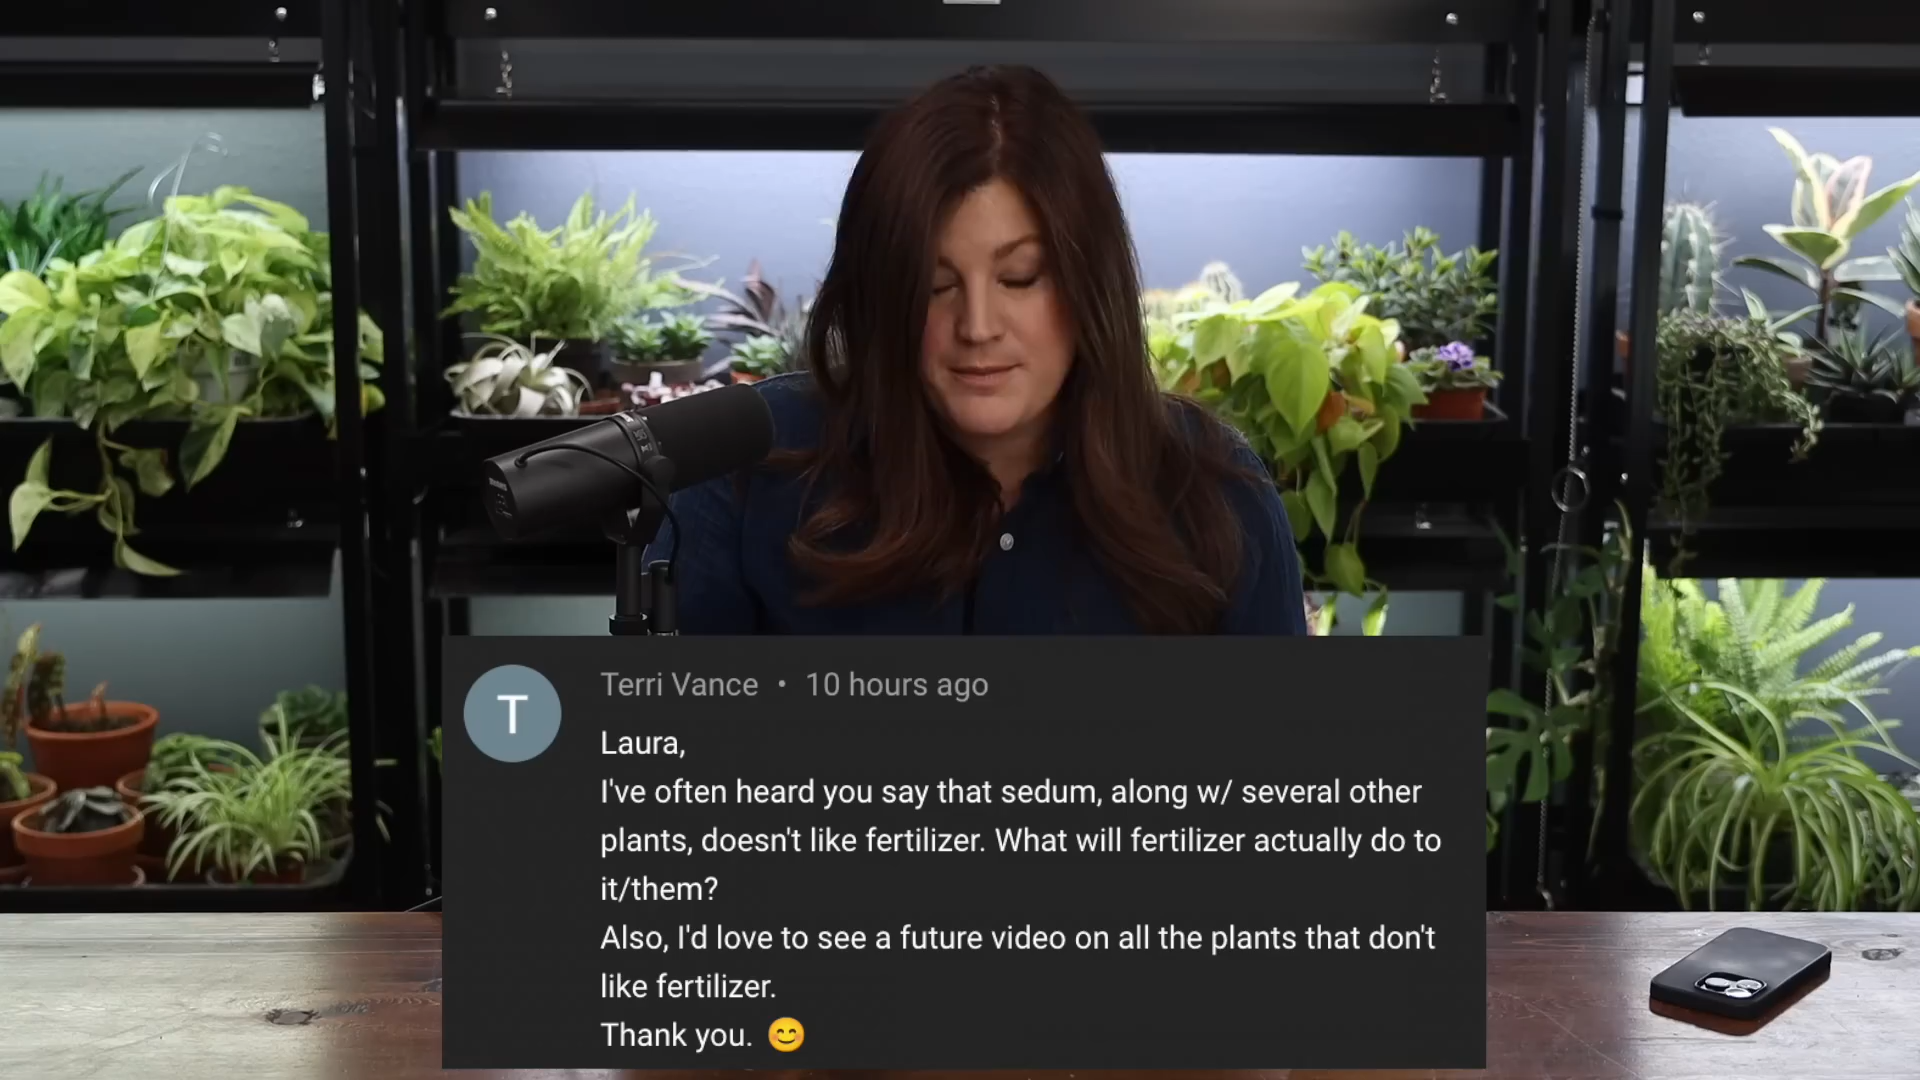 T
Terri Vance • 10 hours ago
Laura,
I've often heard you say that sedum, along w/ several other
plants, doesn't like fertilizer. What will fertilizer actually do to
it/them?
Also, I'd love to see a future video on all the plants that don't
like fertilizer.
Thank you. 😊